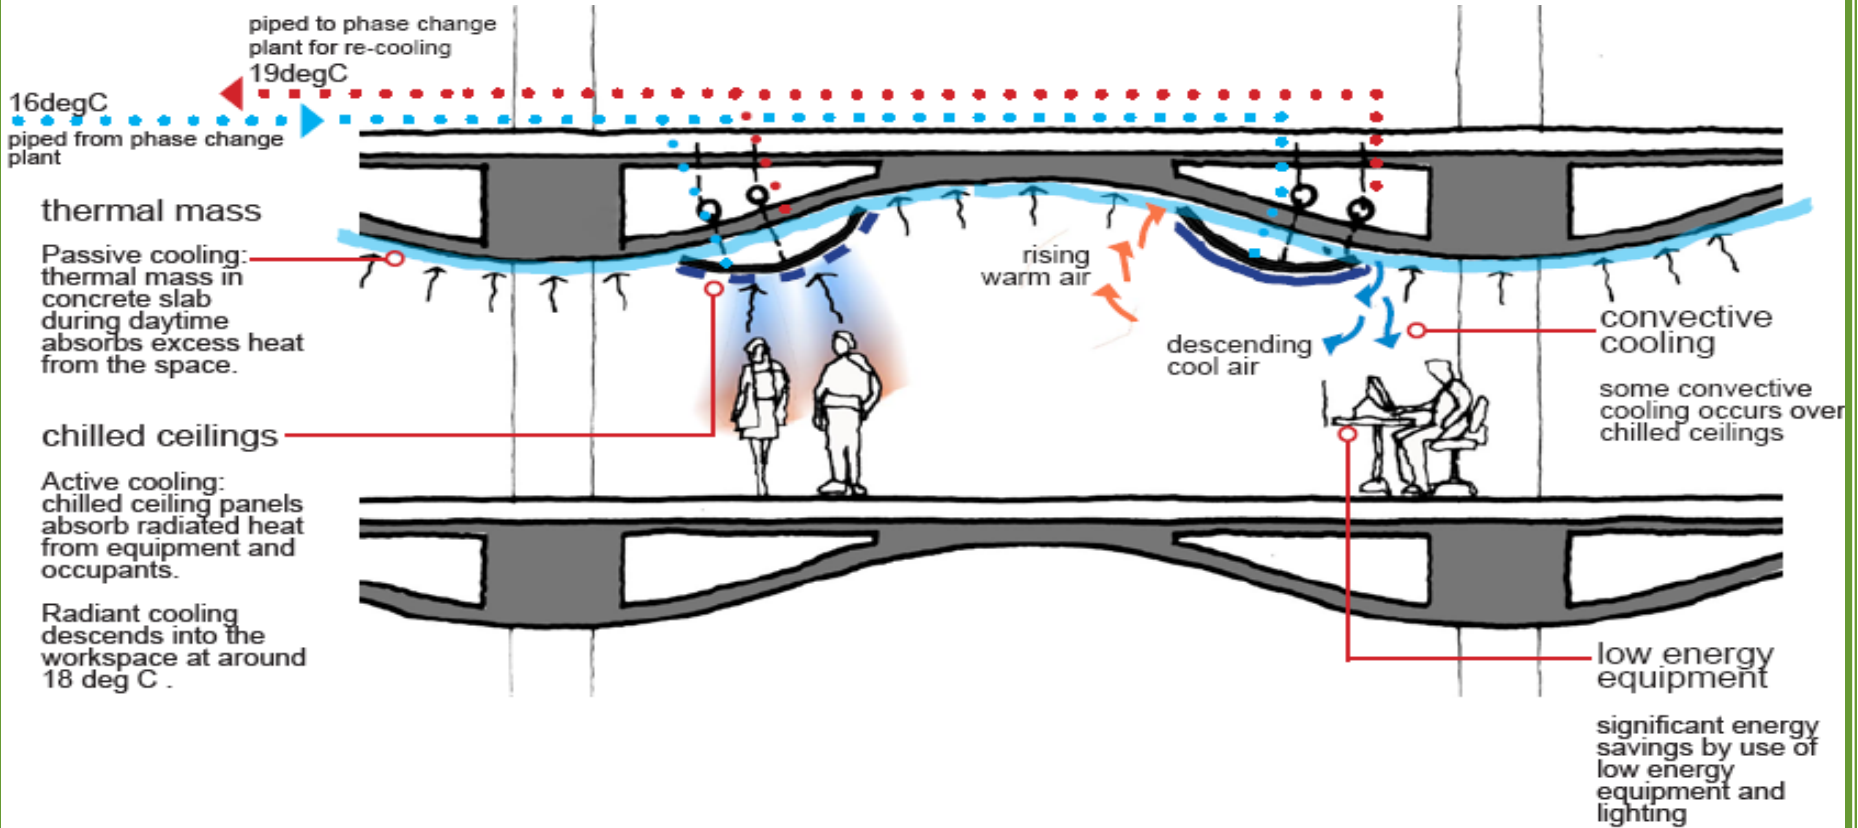 piped to phase change
plant for re-cooling
19degC
16degC
piped from phase change
plant
thermal mass
Passive cooling:
thermal mass in
concrete slab
during daytime
absorbs excess heat
from the space.
chilled ceilings
Active cooling:
chilled ceiling panels
absorb radiated heat
from equipment and
occupants.
Radiant cooling
descends into the
workspace at around
18 deg C .
rising
warm air
descending
cool air
convective
cooling
some convective
cooling occurs over
chilled ceilings
low energy
equipment
significant energy
savings by use of
low energy
equipment and
lighting